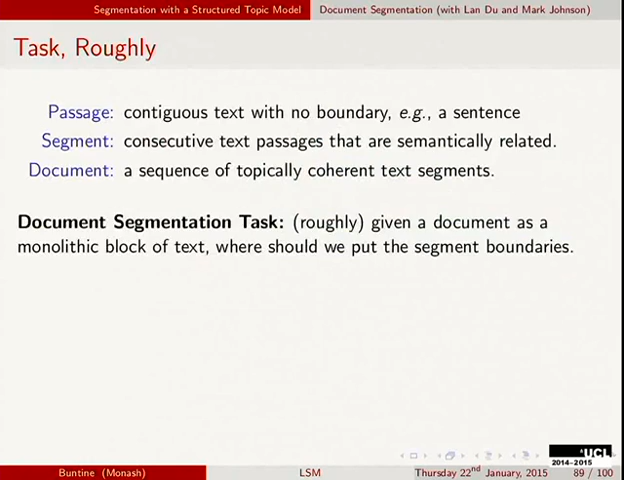 Segmentation with a Structured Topic Model Document Segmentation (with Lan Du and Mark Johnson)
Task, Roughly
Passage: contiguous text with no boundary, e.g., a sentence
Segment: consecutive text passages that are semantically related.
Document: a sequence of topically coherent text segments.
Document Segmentation Task: (roughly) given a document as a
monolithic block of text, where should we put the segment boundaries.
UCL
2014-2015
Buntine (Monash) LSM Thursday 22nd January, 2015 89 / 100